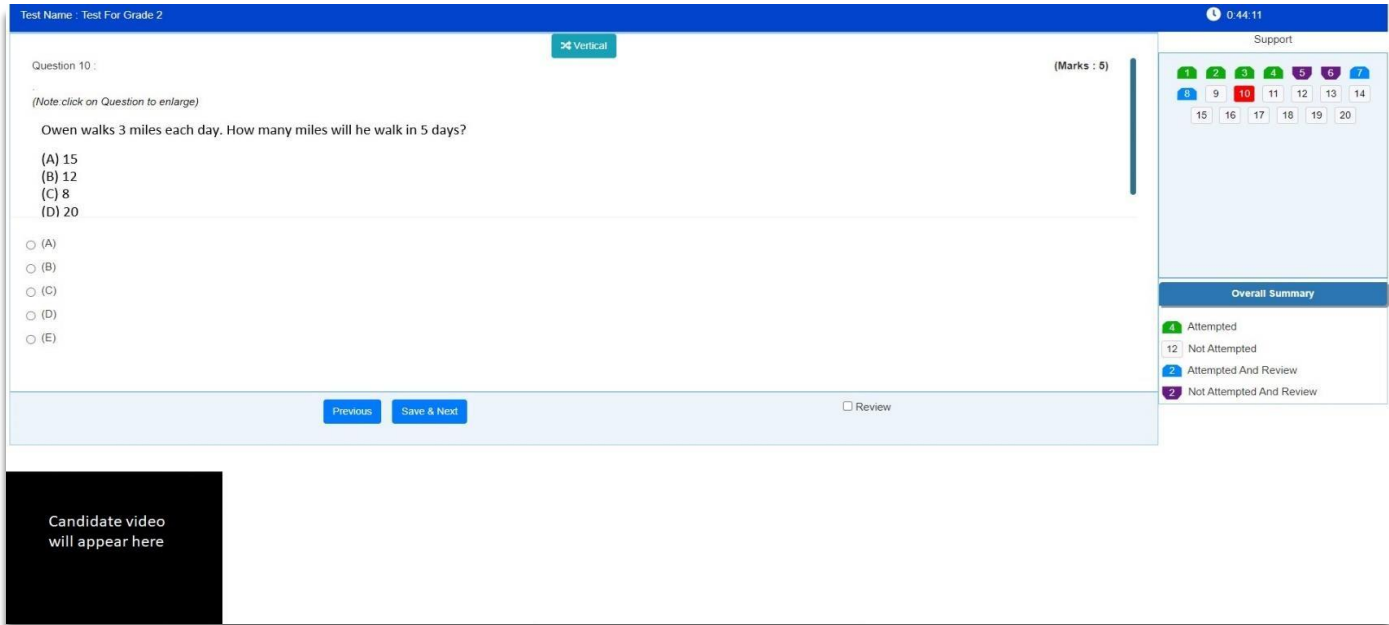 Test Name : Test For Grade 2
0:44:11
Vertical
Support
Question 10 :
(Marks : 5)
.
(Note:click on Question to enlarge)
Owen walks 3 miles each day. How many miles will he walk in 5 days?
(A) 15
(B) 12
(C) 8
(D) 20
(A)
(B)
(C)
(D)
(E)
Previous
Save & Next
Review
1 2 3 4 5 6 7
8 9 10 11 12 13 14
15 16 17 18 19 20
Overall Summary
4 Attempted
12 Not Attempted
2 Attempted And Review
2 Not Attempted And Review
Candidate video
will appear here